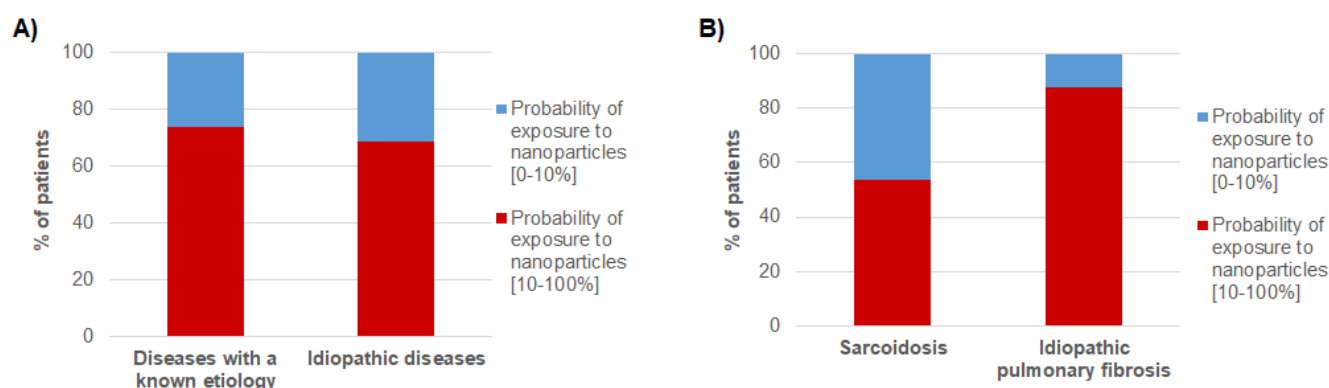 A)
% of patients
100
80
60
40
20
0
Diseases with a
known etiology
Idiopathic diseases
Probability of
exposure to
nanoparticles
[0-10%]
Probability of
exposure to
nanoparticles
[10-100%]
B)
% of patients
100
80
60
40
20
0
Sarcoidosis
Idiopathic
pulmonary fibrosis
Probability of
exposure to
nanoparticles
[0-10%]
Probability of
exposure to
nanoparticles
[10-100%]